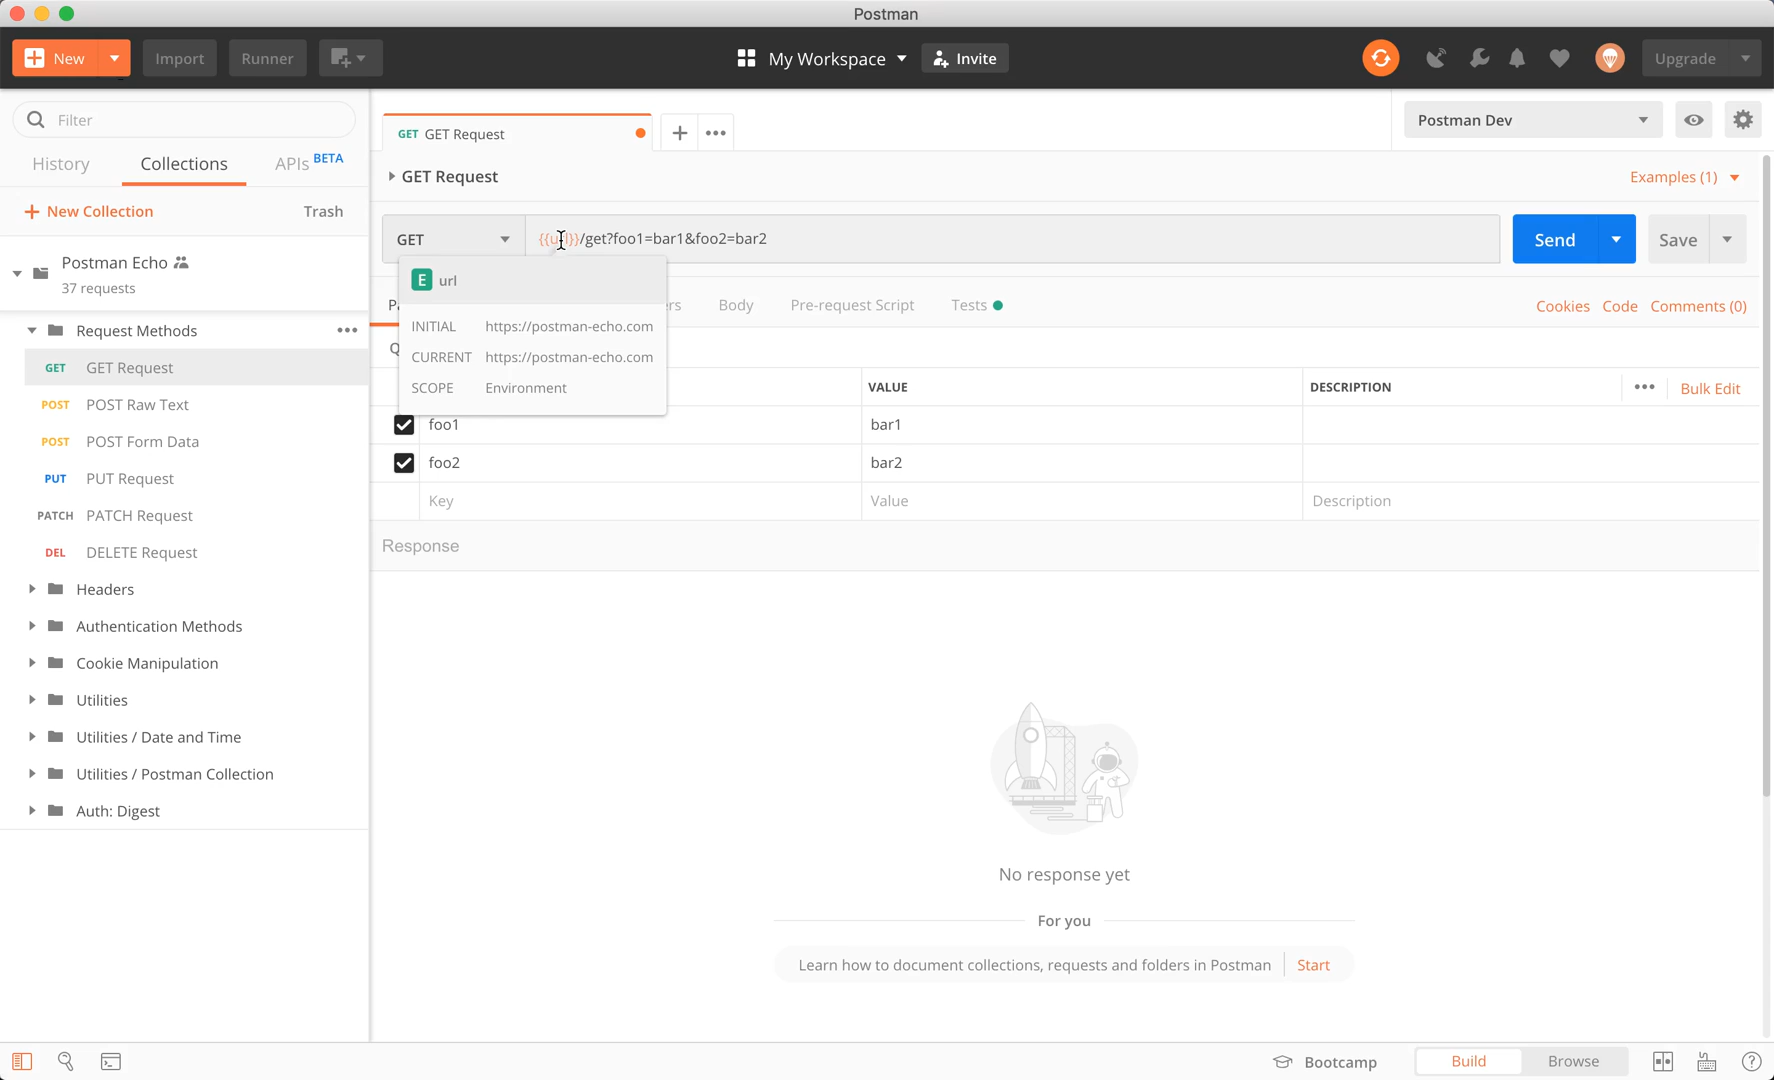 Postman
New
Import
Runner
My Workspace
Invite
Upgrade
Filter
History
Collections
APIs BETA
New Collection
Trash
Postman Echo
37 requests
Request Methods
GET GET Request
POST POST Raw Text
POST POST Form Data
PUT PUT Request
PATCH PATCH Request
DEL DELETE Request
Headers
Authentication Methods
Cookie Manipulation
Utilities
Utilities / Date and Time
Utilities / Postman Collection
Auth: Digest
GET GET Request
Postman Dev
GET Request
Examples (1)
GET
{{url}}/get?foo1=bar1&foo2=bar2
Send
Save
E url
INITIAL https://postman-echo.com
CURRENT https://postman-echo.com
SCOPE Environment
Body
Pre-request Script
Tests
Cookies
Code
Comments (0)
VALUE
DESCRIPTION
Bulk Edit
foo1 bar1
foo2 bar2
Key Value Description
Response
No response yet
For you
Learn how to document collections, requests and folders in Postman
Start
Bootcamp
Build
Browse